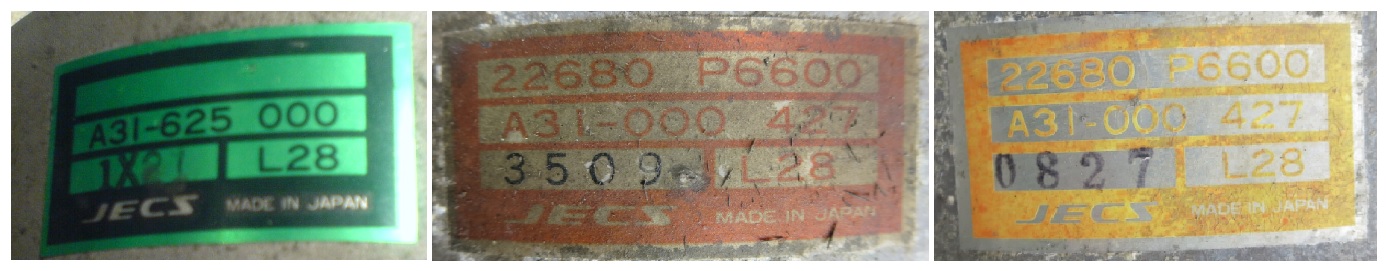 A31-625 000
L28
JECS MADE IN JAPAN
22680 P6600
A31-000 427
3509 L28
JECS MADE IN JAPAN
22680 P6600
A31-000 427
0827 L28
JECS MADE IN JAPAN